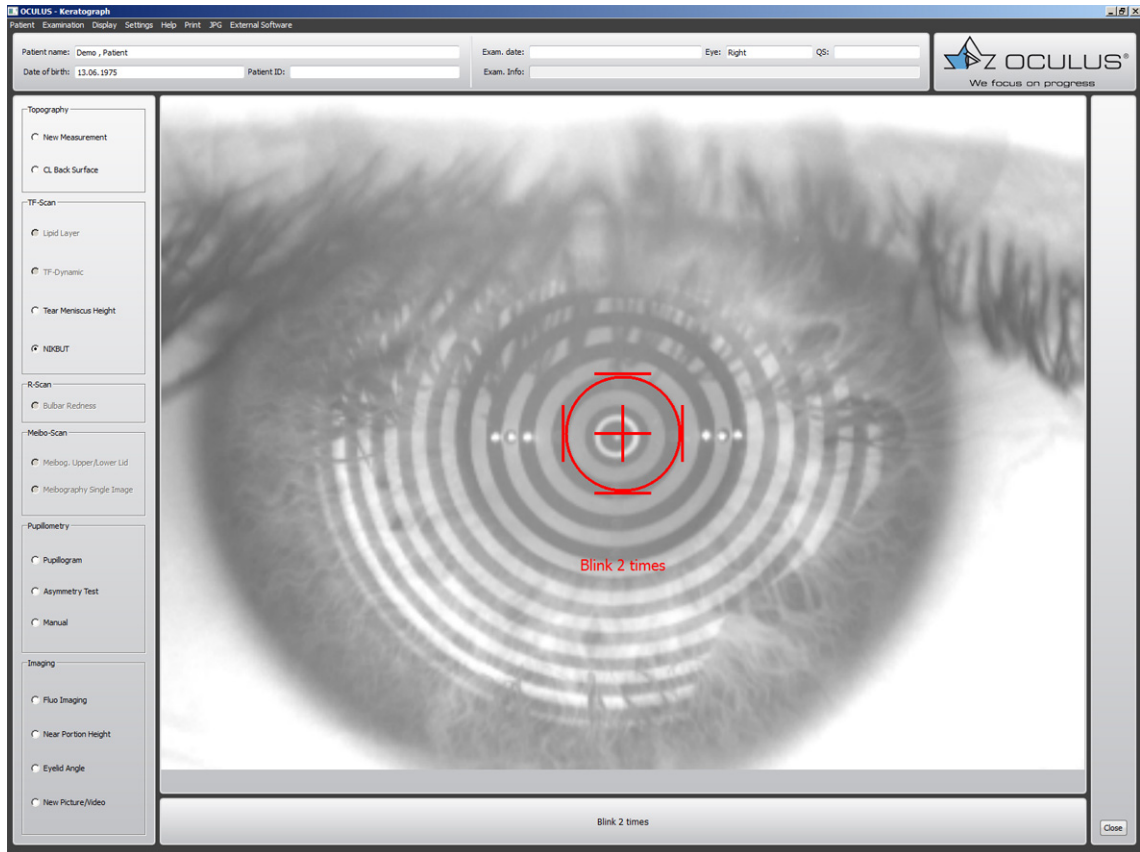 OCULUS - Keratograph
Patient Examination Display Settings Help Print JPG External Software
Patient name: Demo , Patient
Exam. date: Eye: Right QS:
Date of birth: 13.06.1975 Patient ID:
Exam. Info:
OCULUS®
We focus on progress
Topography
New Measurement
CL Back Surface
TF-Scan
Lipid Layer
TF-Dynamic
Tear Meniscus Height
NIKBUT
R-Scan
Bulbar Redness
Meibo-Scan
Meibog. Upper/Lower Lid
Meibography Single Image
Pupillometry
Pupillogram
Asymmetry Test
Manual
Imaging
Fluo Imaging
Near Portion Height
Eyelid Angle
New Picture/Video
Blink 2 times
Blink 2 times
Close